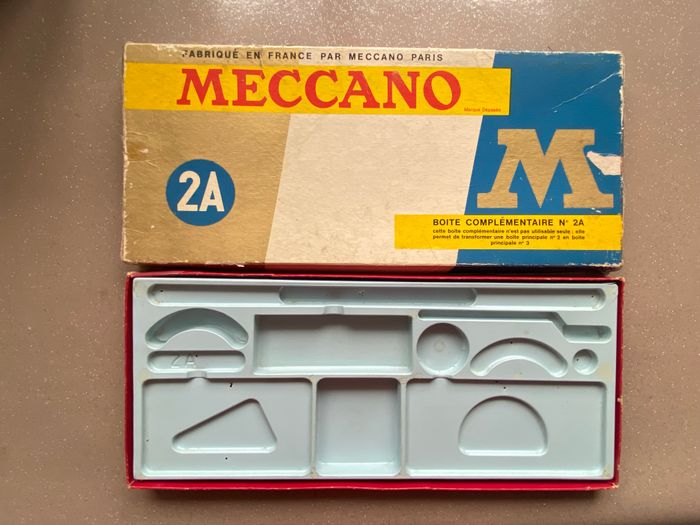 FABRIQUÉ EN FRANCE PAR MECCANO PARIS
MECCANO
Marque Déposée
2A
M
BOITE COMPLÉMENTAIRE N° 2A
cette boite complémentaire n'est pas utilisable seule : elle
permet de transformer une boite principale n° 2 en boite
principale n° 3
2A